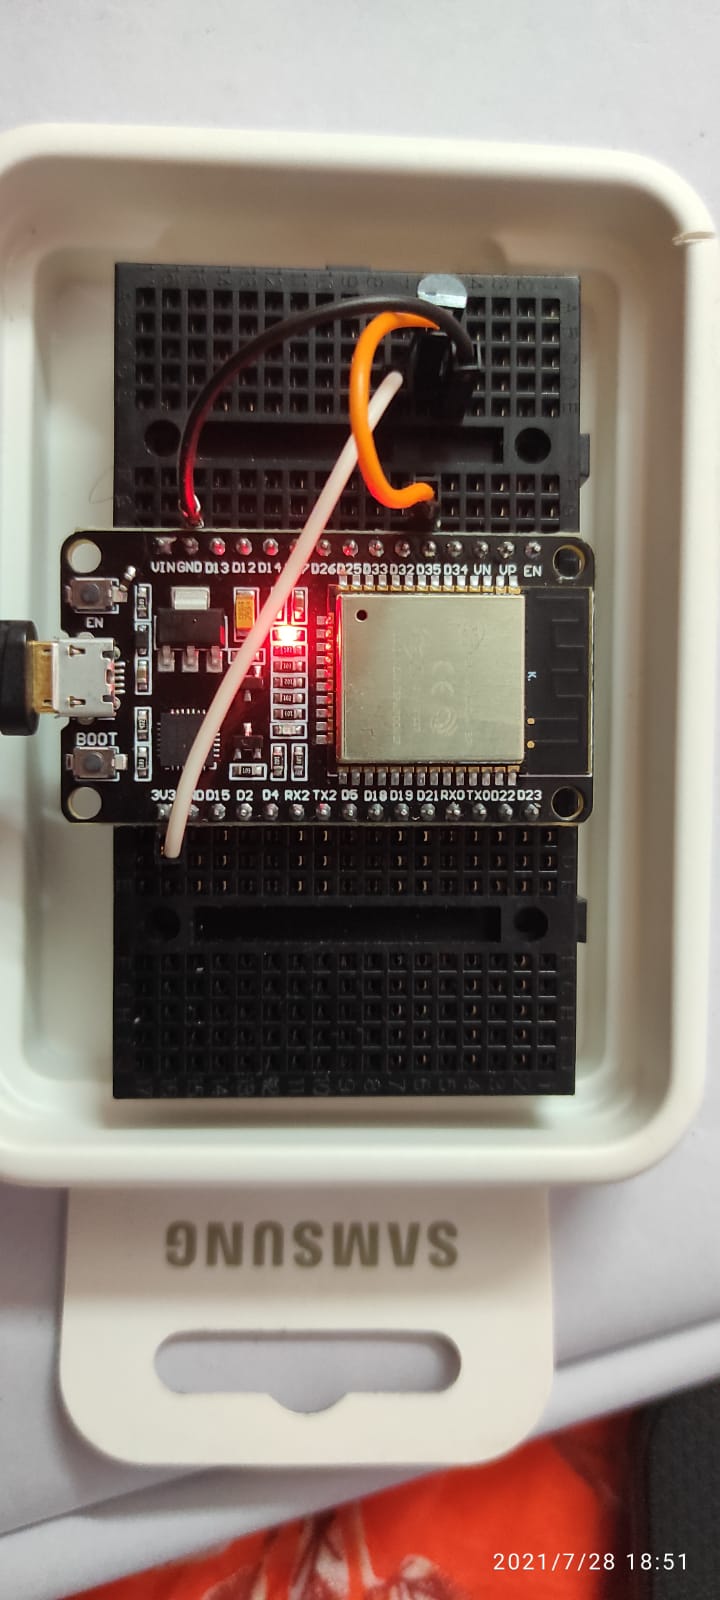 VIN GND D13 D12 D14 D26 D25 D33 D32 D35 D34 VN VP EN
EN
BOOT
3V3 D15 D2 D4 RX2 TX2 D5 D18 D19 D21 RX0 TX0 D22 D23
SAMSUNG
2021/7/28 18:51